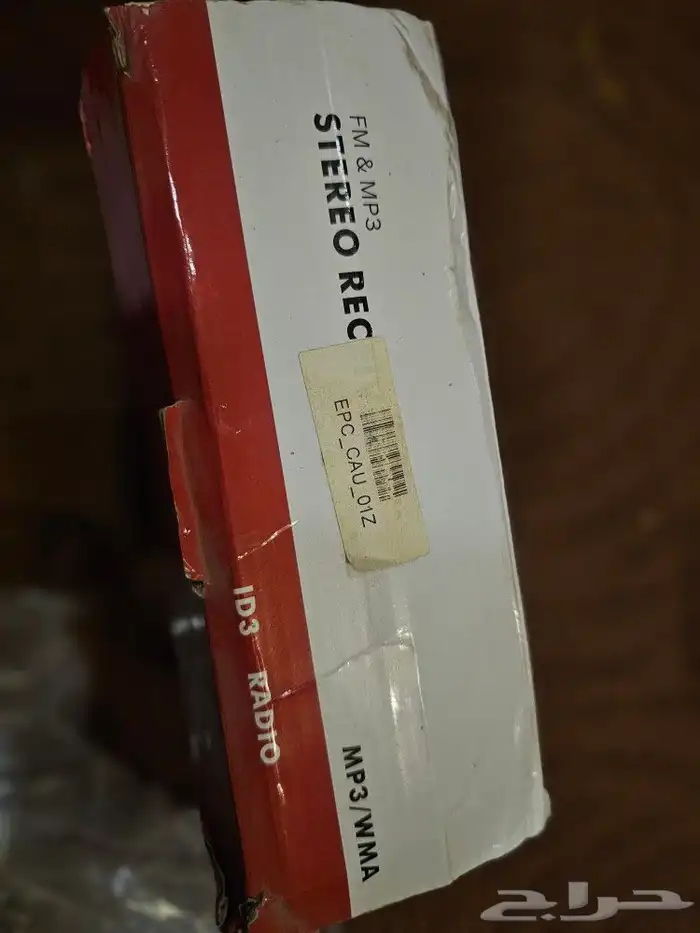 FM & MP3
STEREO REC
EPC_CAU_01Z
ID3 RADIO
MP3/WMA
حراج